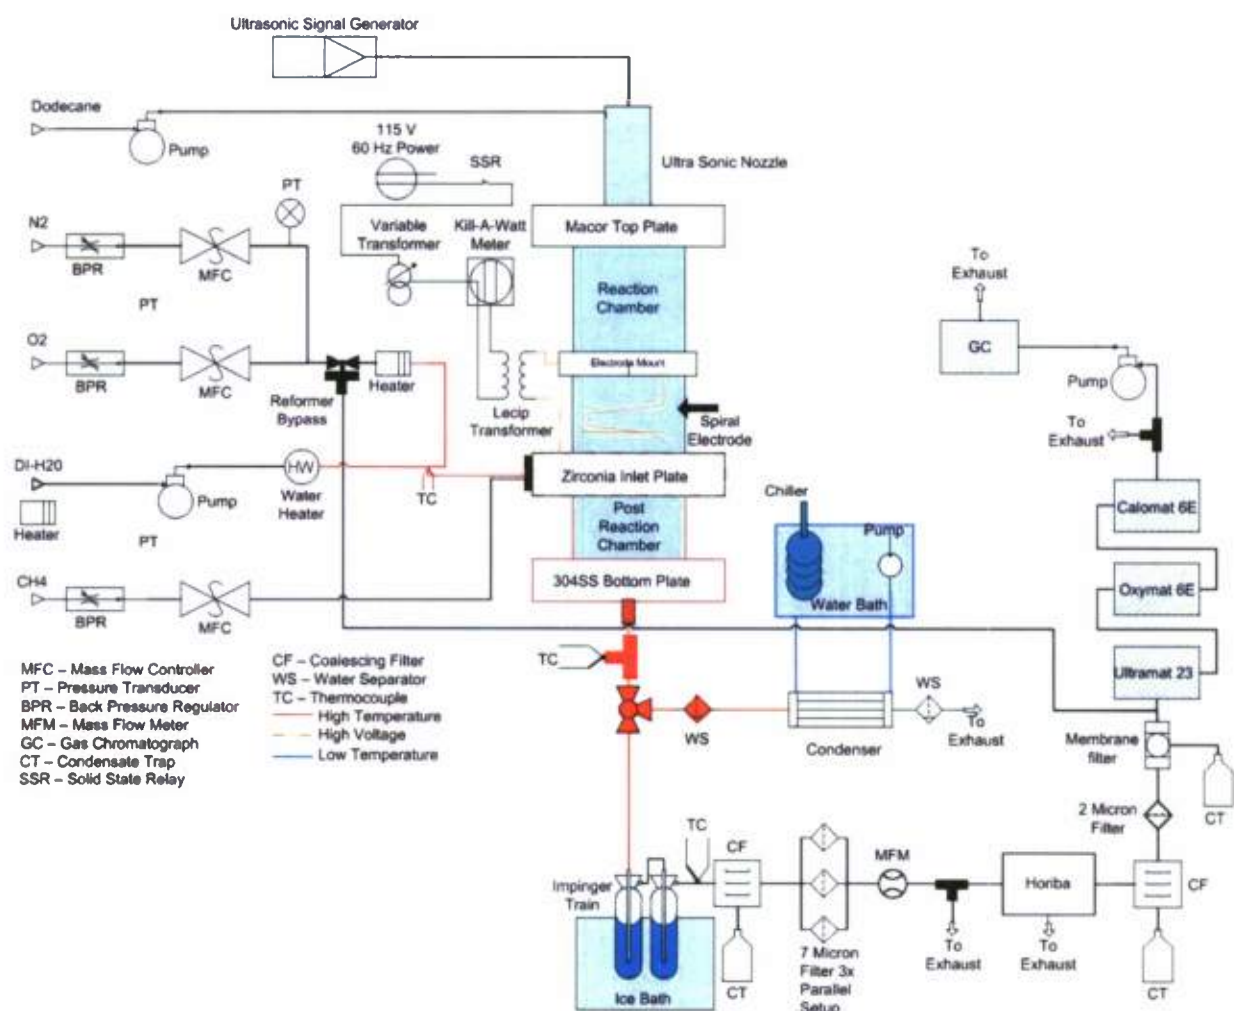 Ultrasonic Signal Generator
Dodecane
Pump
115 V
60 Hz Power
SSR
Ultra Sonic Nozzle
PT
N2
BPR
MFC
Variable
Transformer
Kill-A-Watt
Meter
Macor Top Plate
PT
Reaction
Chamber
To
Exhaust
GC
Pump
O2
BPR
MFC
Heater
Reformer
Bypass
Electrode Mount
Lecip
Transformer
Spiral
Electrode
To
Exhaust
DI-H20
Pump
HW
Water
Heater
TC
Zirconia Inlet Plate
Heater
PT
Post
Reaction
Chamber
Chiller
Pump
Water Bath
Calomat 6E
Oxymat 6E
Ultramat 23
CH4
BPR
MFC
304SS Bottom Plate
MFC – Mass Flow Controller
PT – Pressure Transducer
BPR – Back Pressure Regulator
MFM – Mass Flow Meter
GC – Gas Chromatograph
CT – Condensate Trap
SSR – Solid State Relay
CF – Coalescing Filter
WS – Water Separator
TC – Thermocouple
High Temperature
High Voltage
Low Temperature
TC
WS
Condenser
WS
To
Exhaust
Membrane
filter
CT
2 Micron
Filter
Impinger
Train
Ice Bath
TC
CF
CT
7 Micron
Filter 3x
Parallel
Setup
MFM
To
Exhaust
Horiba
To
Exhaust
CF
CT